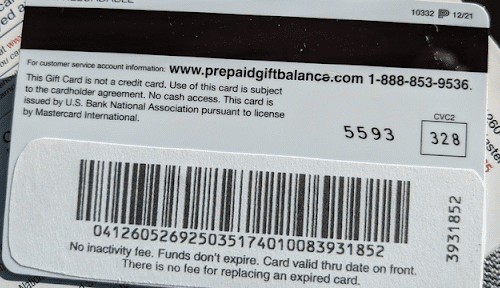 10332 12/21
For customer service account information: www.prepaidgiftbalance.com 1-888-853-9536.
This Gift Card is not a credit card. Use of this card is subject
to the cardholder agreement. No cash access. This card is
issued by U.S. Bank National Association pursuant to license
by Mastercard International.
CVC2
5593 328
041260526925035174010083931852
3931852
No inactivity fee. Funds don't expire. Card valid thru date on front.
There is no fee for replacing an expired card.